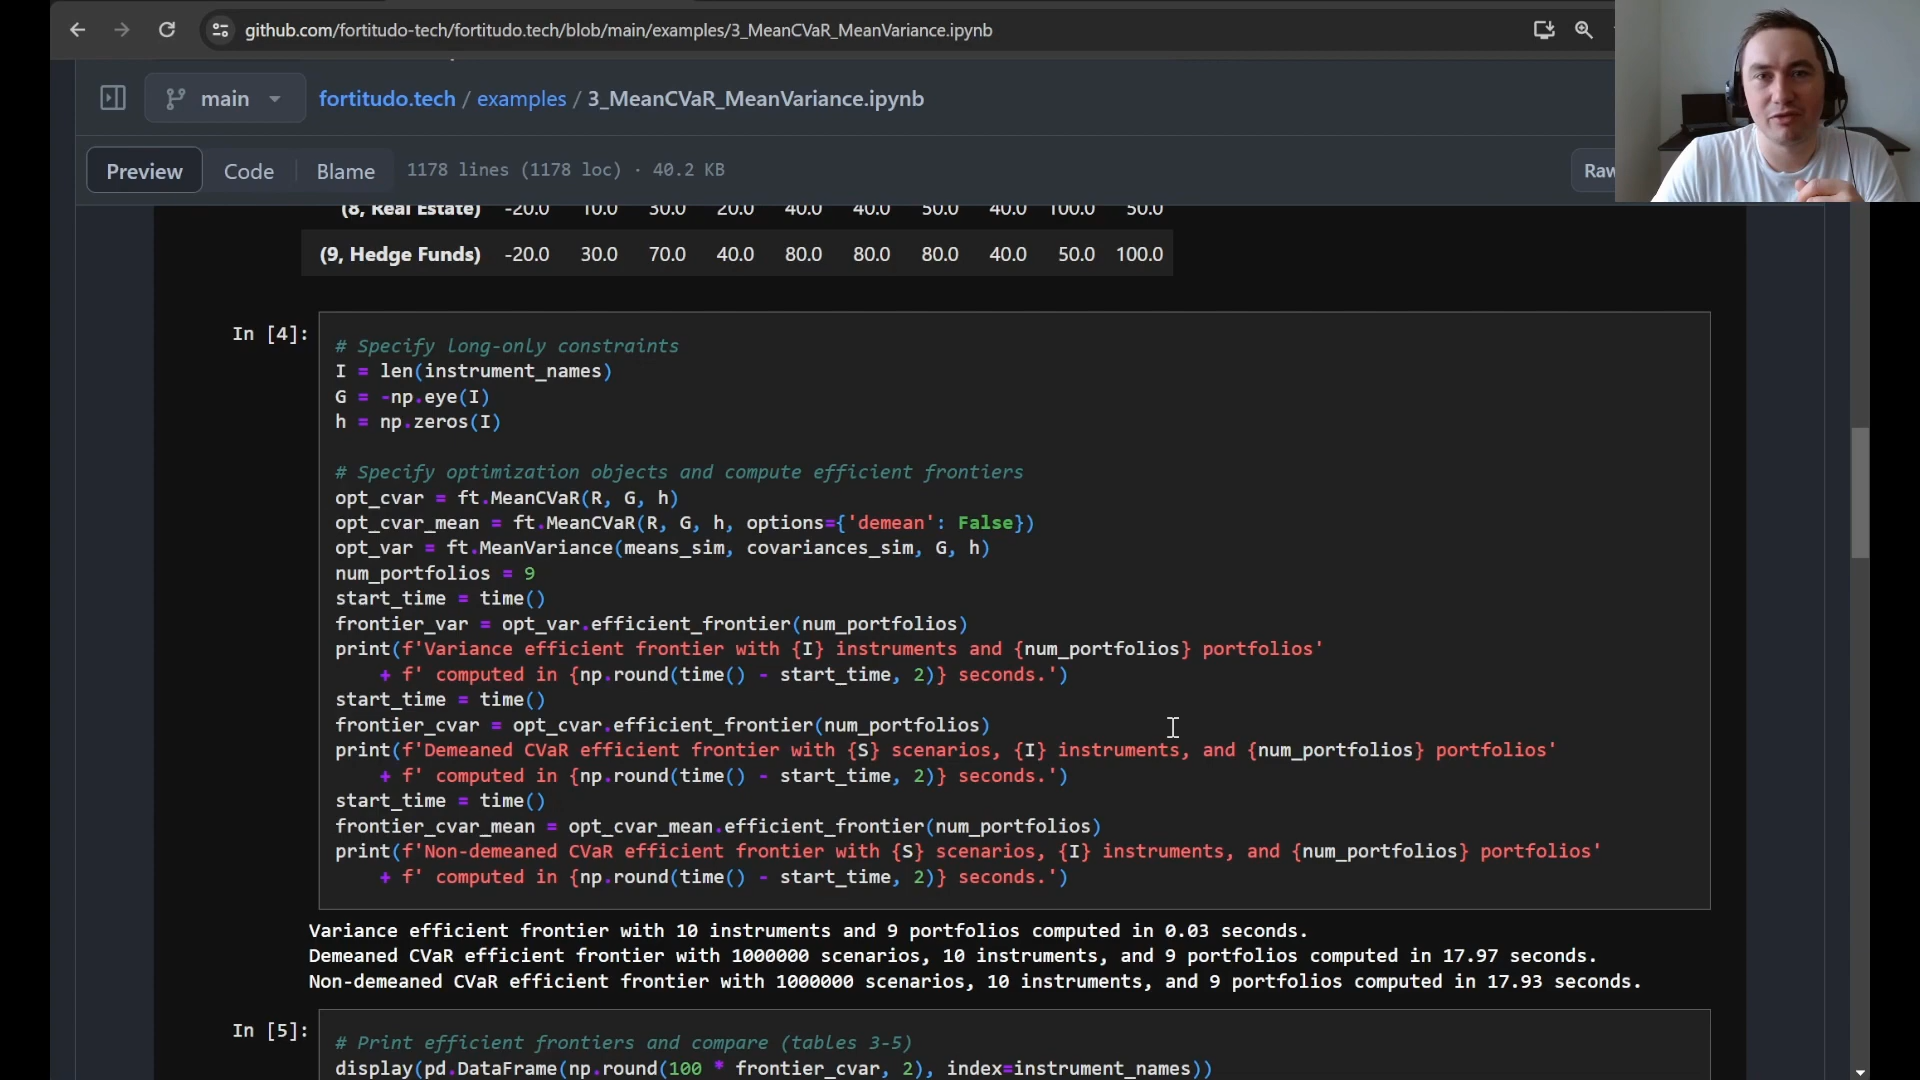 github.com/fortitudo-tech/fortitudo.tech/blob/main/examples/3_MeanCVaR_MeanVariance.ipynb
main
fortitudo.tech / examples / 3_MeanCVaR_MeanVariance.ipynb
Preview Code Blame 1178 lines (1178 loc) · 40.2 KB Raw
(8, Real Estate) -20.0 10.0 30.0 20.0 40.0 40.0 50.0 40.0 100.0 50.0
(9, Hedge Funds) -20.0 30.0 70.0 40.0 80.0 80.0 80.0 40.0 50.0 100.0
In [4]:
# Specify long-only constraints
I = len(instrument_names)
G = -np.eye(I)
h = np.zeros(I)
# Specify optimization objects and compute efficient frontiers
opt_cvar = ft.MeanCVaR(R, G, h)
opt_cvar_mean = ft.MeanCVaR(R, G, h, options={'demean': False})
opt_var = ft.MeanVariance(means_sim, covariances_sim, G, h)
num_portfolios = 9
start_time = time()
frontier_var = opt_var.efficient_frontier(num_portfolios)
print(f'Variance efficient frontier with {I} instruments and {num_portfolios} portfolios'
+ f' computed in {np.round(time() - start_time, 2)} seconds.')
start_time = time()
frontier_cvar = opt_cvar.efficient_frontier(num_portfolios)
print(f'Demeaned CVaR efficient frontier with {S} scenarios, {I} instruments, and {num_portfolios} portfolios'
+ f' computed in {np.round(time() - start_time, 2)} seconds.')
start_time = time()
frontier_cvar_mean = opt_cvar_mean.efficient_frontier(num_portfolios)
print(f'Non-demeaned CVaR efficient frontier with {S} scenarios, {I} instruments, and {num_portfolios} portfolios'
+ f' computed in {np.round(time() - start_time, 2)} seconds.')
Variance efficient frontier with 10 instruments and 9 portfolios computed in 0.03 seconds.
Demeaned CVaR efficient frontier with 1000000 scenarios, 10 instruments, and 9 portfolios computed in 17.97 seconds.
Non-demeaned CVaR efficient frontier with 1000000 scenarios, 10 instruments, and 9 portfolios computed in 17.93 seconds.
In [5]:
# Print efficient frontiers and compare (tables 3-5)
display(pd.DataFrame(np.round(100 * frontier_cvar, 2), index=instrument_names))